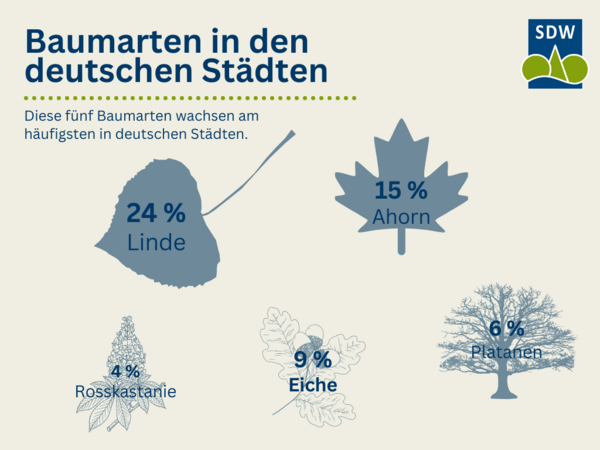 Baumarten in den
deutschen Städten
SDW
Diese fünf Baumarten wachsen am
häufigsten in deutschen Städten.
24 %
Linde
15 %
Ahorn
4 %
Rosskastanie
9 %
Eiche
6 %
Platanen